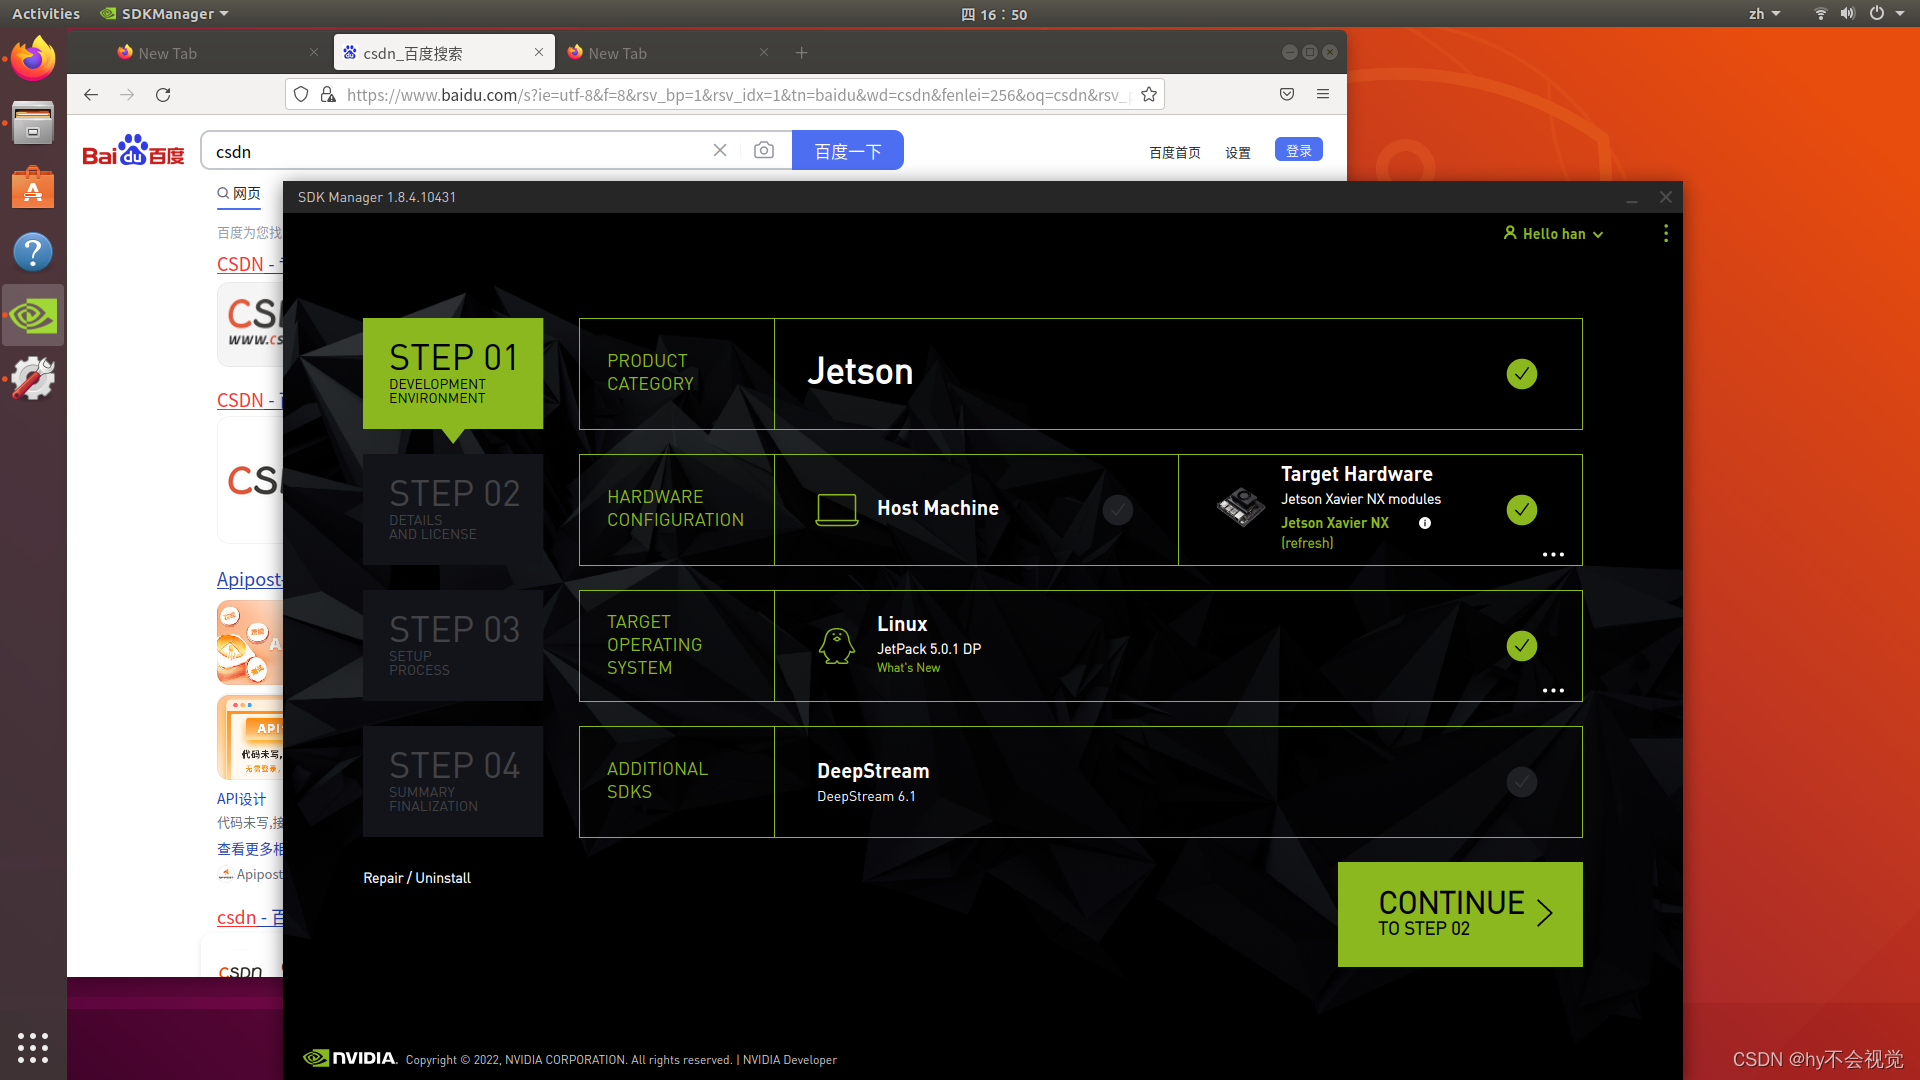 Activities
SDKManager
四 16：50
zh
New Tab
csdn_百度搜索
New Tab
https://www.baidu.com/s?ie=utf-8&f=8&rsv_bp=1&rsv_idx=1&tn=baidu&wd=csdn&fenlei=256&oq=csdn&rsv_
Bai du 百度
csdn
百度一下
百度首页
设置
登录
网页
百度为您找
CSDN -
WWW.CS
CSDN -
CS
Apipost-
API
代码未写,
无需登录,
API设计
代码未写,接
查看更多相
Apipost
csdn - 百
CSDN
SDK Manager 1.8.4.10431
Hello han
STEP 01
DEVELOPMENT
ENVIRONMENT
PRODUCT
CATEGORY
Jetson
STEP 02
DETAILS
AND LICENSE
HARDWARE
CONFIGURATION
Host Machine
Target Hardware
Jetson Xavier NX modules
Jetson Xavier NX
(refresh)
STEP 03
SETUP
PROCESS
TARGET
OPERATING
SYSTEM
Linux
JetPack 5.0.1 DP
What's New
STEP 04
SUMMARY
FINALIZATION
ADDITIONAL
SDKS
DeepStream
DeepStream 6.1
Repair / Uninstall
CONTINUE
TO STEP 02
NVIDIA. Copyright © 2022, NVIDIA CORPORATION. All rights reserved. | NVIDIA Developer
CSDN @hy不会视觉